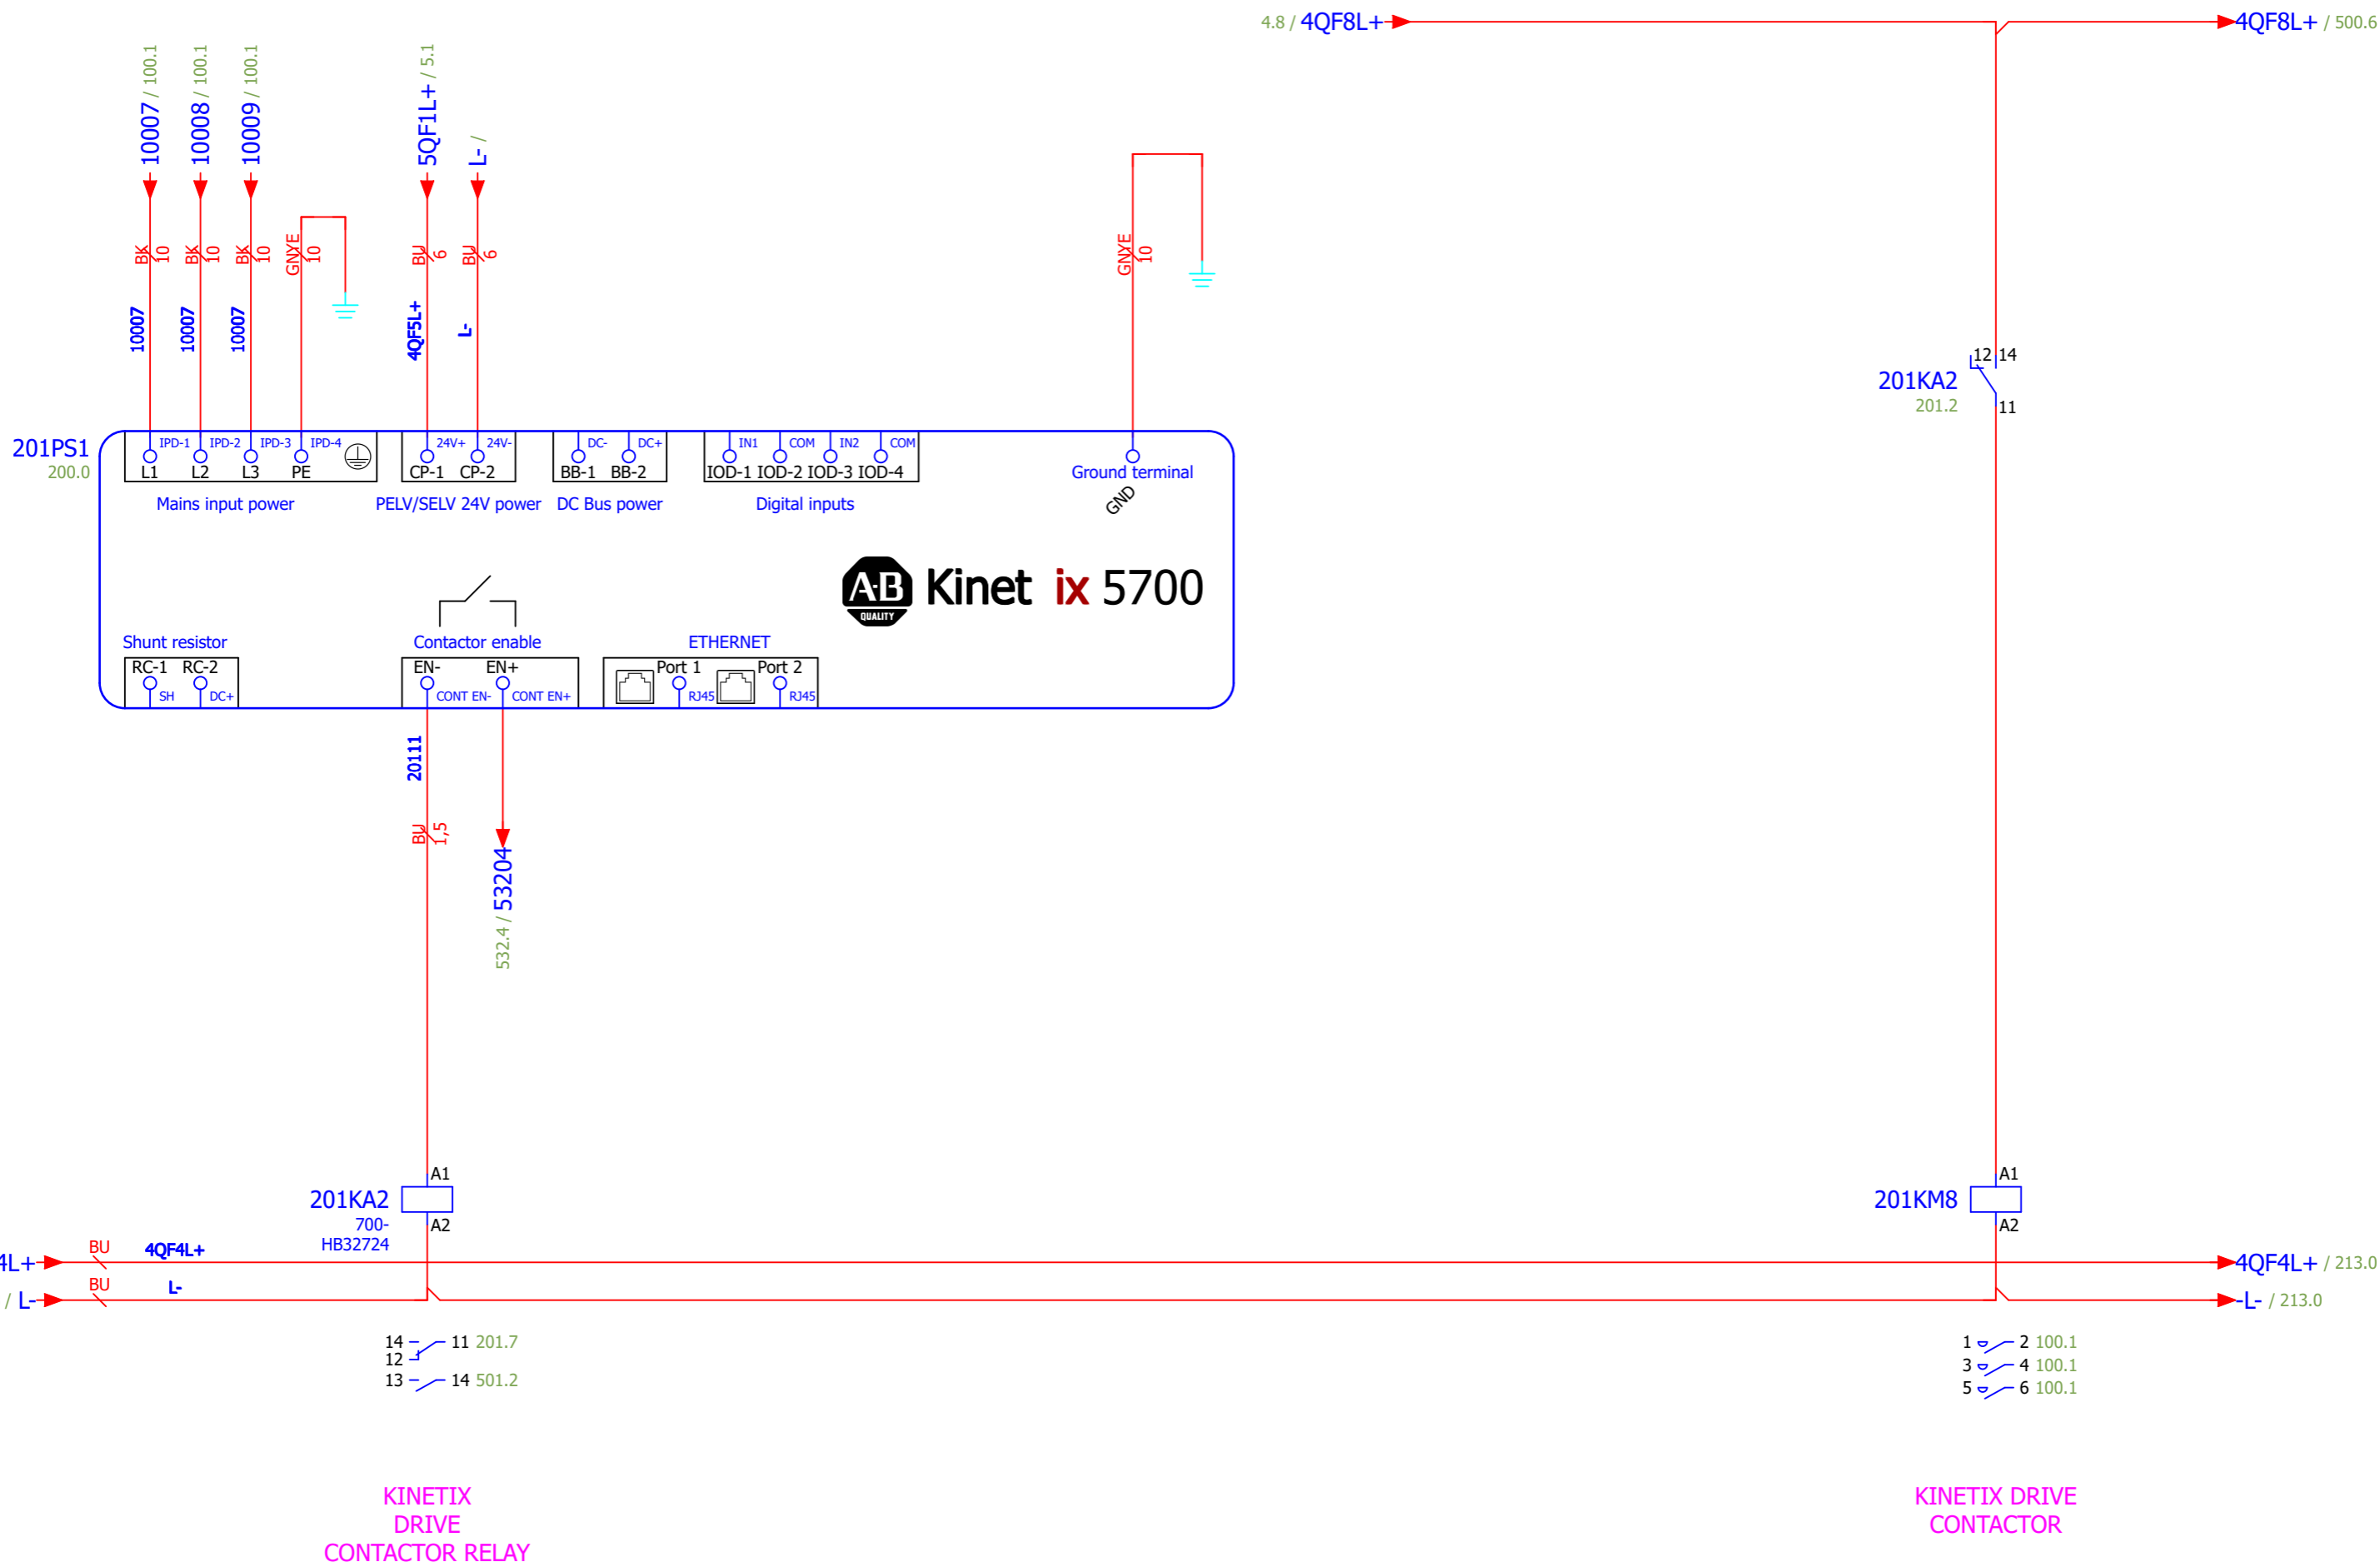 4.8 / 4QF8L+
4QF8L+ / 500.6
10007 / 100.1
10008 / 100.1
10009 / 100.1
5QF1L+ / 5.1
L- /
BK 10
BK 10
BK 10
GNYE 10
BU 6
BU 6
GNYE 10
10007
10007
10007
4QF5L+
L-
12 14
201KA2
201.2
11
201PS1
200.0
IPD-1 IPD-2 IPD-3 IPD-4
L1 L2 L3 PE
Mains input power
24V+ 24V-
CP-1 CP-2
PELV/SELV 24V power
DC- DC+
BB-1 BB-2
DC Bus power
IN1 COM IN2 COM
IOD-1 IOD-2 IOD-3 IOD-4
Digital inputs
Ground terminal
GND
A-B
QUALITY
Kinet ix 5700
Shunt resistor
RC-1 RC-2
SH DC+
Contactor enable
EN- EN+
CONT EN- CONT EN+
ETHERNET
Port 1 Port 2
RJ45 RJ45
20111
BU 1,5
532.4 / 53204
A1
201KA2
700-
HB32724
A2
A1
201KM8
A2
4L+
BU
4QF4L+
4QF4L+ / 213.0
/ L-
BU
L-
-L- / 213.0
14 11 201.7
12
13 14 501.2
1 2 100.1
3 4 100.1
5 6 100.1
KINETIX
DRIVE
CONTACTOR RELAY
KINETIX DRIVE
CONTACTOR